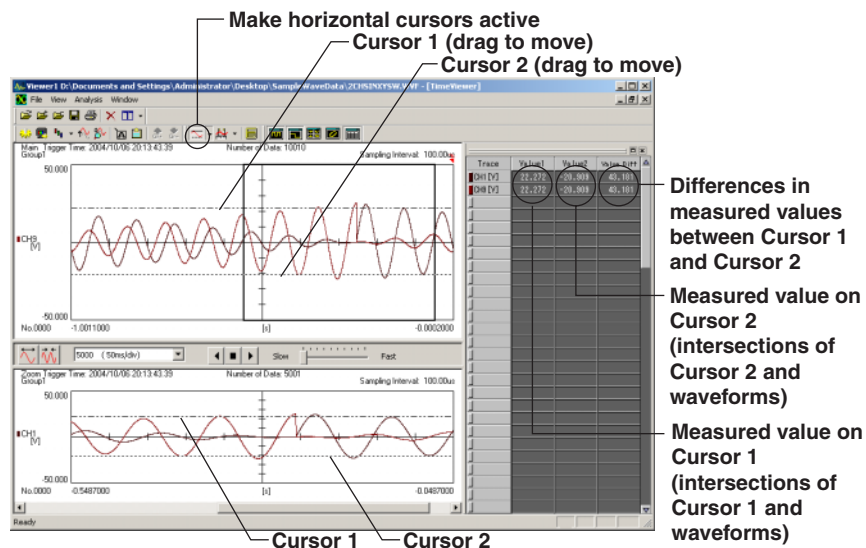 Make horizontal cursors active
Cursor 1 (drag to move)
Cursor 2 (drag to move)
Viewer1 D:\Documents and Settings\Administrator\Desktop\SampleWaveData\2CHSINXYSW.WVF - [TimeViewer]
File View Analysis Window
Main Trigger Time: 2004/10/06 20:13:43.39 Number of Data: 10010
Group1 Sampling Interval: 100.00us
50.000
CH9
[V]
-50.000
No.0000 -1.0011000 [s] -0.0002000
5000 ( 50ms/div) Slow Fast
Zoom Trigger Time: 2004/10/06 20:13:43.39 Number of Data: 5001
Group1 Sampling Interval: 100.00us
50.000
CH1
[V]
-50.000
No.0000 -0.5487000 [s] -0.0487000
Ready
Trace Value1 Value2 Value Diff
CH1 [V] 22.272 -20.909 43.181
CH9 [V] 22.272 -20.909 43.181
Differences in
measured values
between Cursor 1
and Cursor 2
Measured value on
Cursor 2
(intersections of
Cursor 2 and
waveforms)
Measured value on
Cursor 1
(intersections of
Cursor 1 and
waveforms)
Cursor 1 Cursor 2